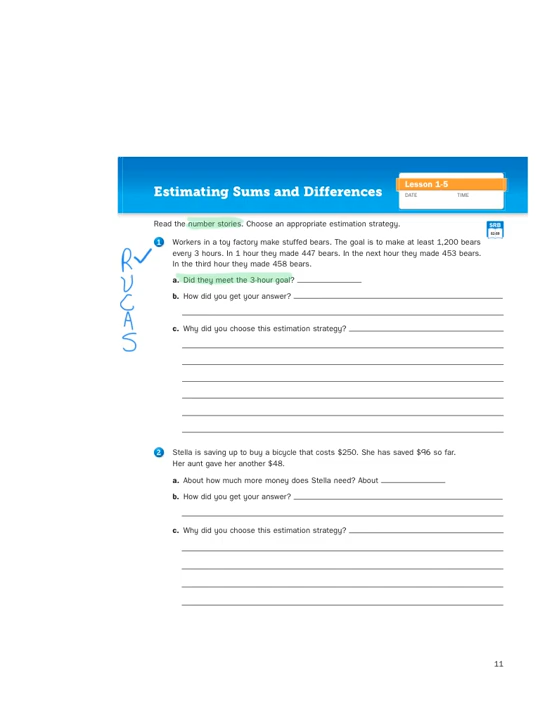 Estimating Sums and Differences
Lesson 1-5
DATE TIME
Read the number stories. Choose an appropriate estimation strategy.
SRB
1 Workers in a toy factory make stuffed bears. The goal is to make at least 1,200 bears
every 3 hours. In 1 hour they made 447 bears. In the next hour they made 453 bears.
In the third hour they made 458 bears.
a. Did they meet the 3-hour goal?
b. How did you get your answer?
c. Why did you choose this estimation strategy?
R✓
U
C
A
S
2 Stella is saving up to buy a bicycle that costs $250. She has saved $96 so far.
Her aunt gave her another $48.
a. About how much more money does Stella need? About
b. How did you get your answer?
c. Why did you choose this estimation strategy?
11